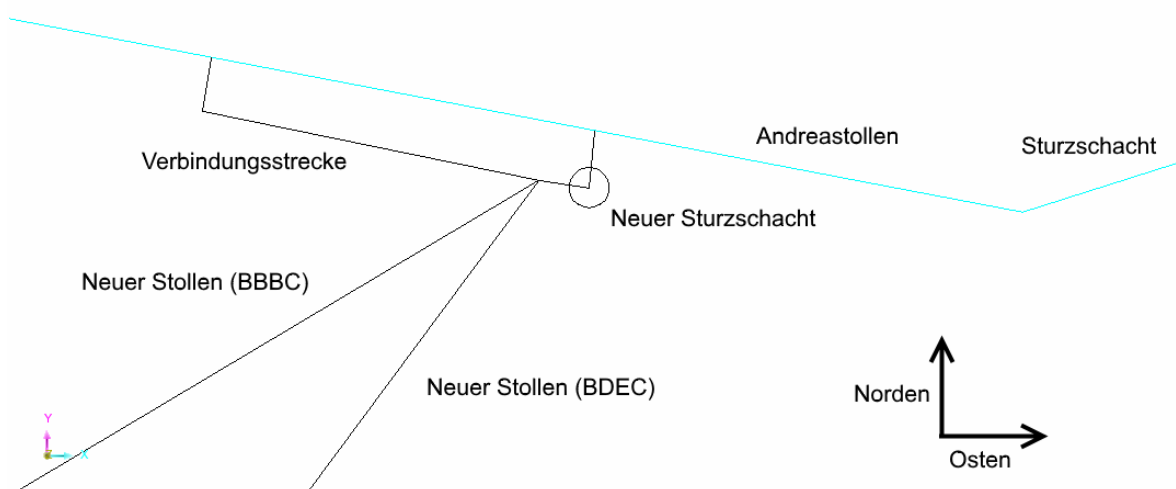 Andreastollen
Sturzschacht
Verbindungsstrecke
Neuer Sturzschacht
Neuer Stollen (BBBC)
Neuer Stollen (BDEC)
Norden
Osten
Y
X